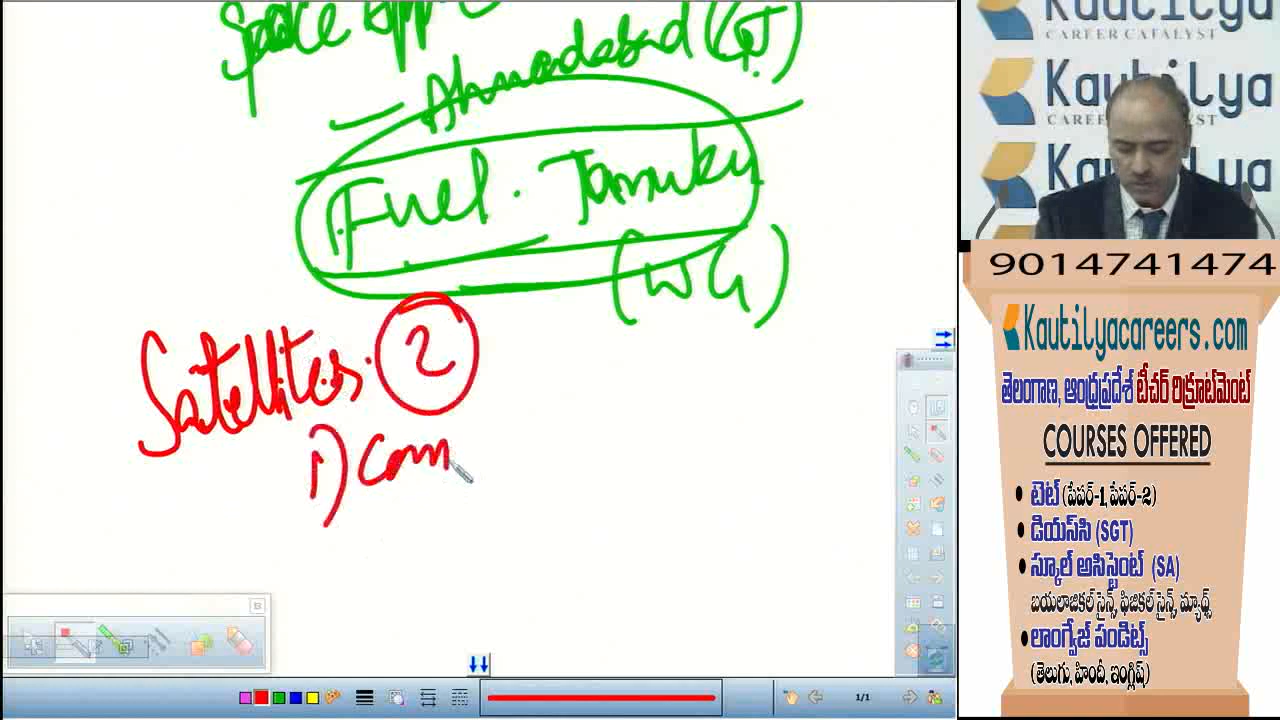 Space App
Ahmadabad (GJ)
Fuel. Tanuku
(WG)
Satellites. 2
1) Com
1/1
Kautilya
CAREER CATALYST
Kautilya
Kautilya
9014741474
Kautilyacareers.com
తెలంగాణ, ఆంధ్రప్రదేశ్ టీచర్ రిక్రూట్‌మెంట్
COURSES OFFERED
• టెట్ (పేపర్-1, పేపర్-2)
• డియస్‌సి (SGT)
• స్కూల్ అసిస్టెంట్ (SA)
బయలాజికల్ సైన్స్, ఫిజికల్ సైన్స్, మ్యాథ్స్
• లాంగ్వేజ్ పండిట్స్
(తెలుగు, హిందీ, ఇంగ్లిష్)